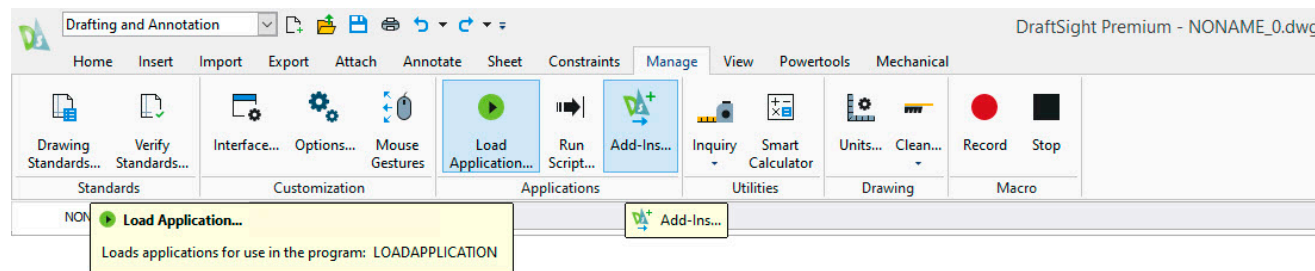 Drafting and Annotation
DraftSight Premium - NONAME_0.dwg
Home Insert Import Export Attach Annotate Sheet Constraints Manage View Powertools Mechanical
Drawing Standards...
Verify Standards...
Interface...
Options...
Mouse Gestures
Load Application...
Run Script...
Add-Ins...
Inquiry
Smart Calculator
Units...
Clean...
Record
Stop
Standards Customization Applications Utilities Drawing Macro
NON
Load Application...
Add-Ins...
Loads applications for use in the program: LOADAPPLICATION